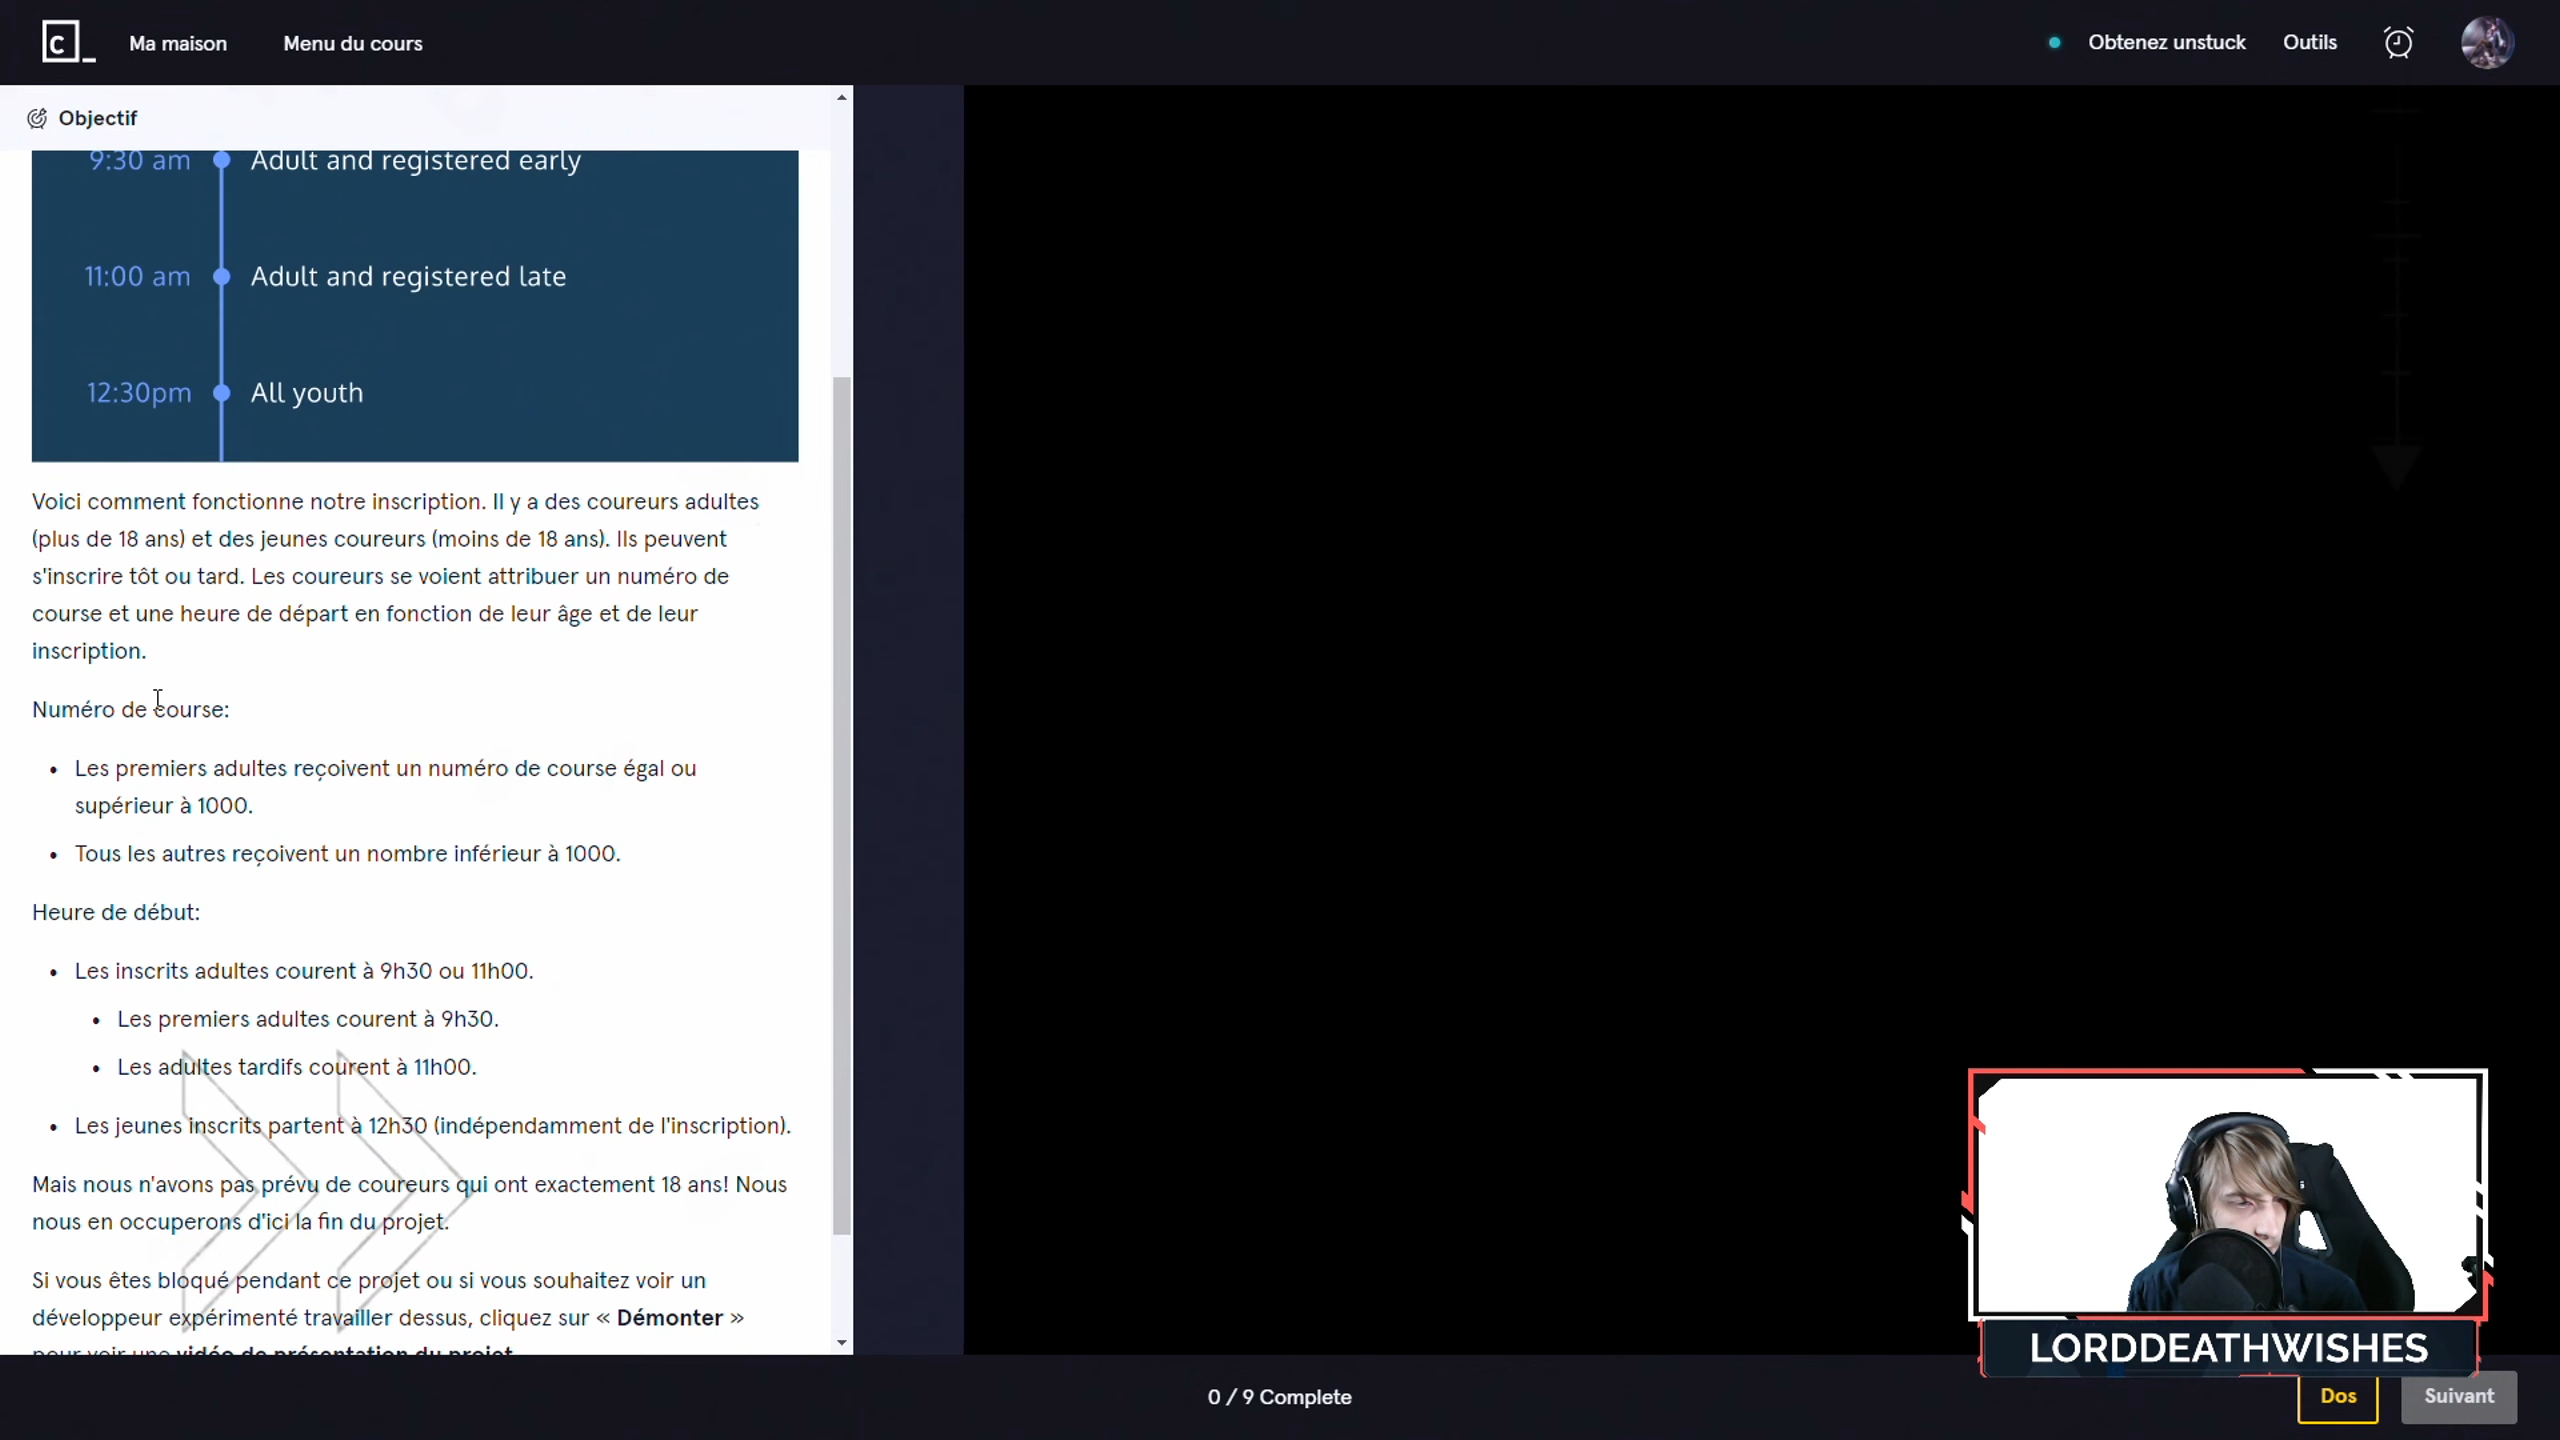 Ma maison
Menu du cours
Obtenez unstuck
Outils
Objectif
9:30 am
Adult and registered early
11:00 am
Adult and registered late
12:30pm
All youth
Voici comment fonctionne notre inscription. Il y a des coureurs adultes
(plus de 18 ans) et des jeunes coureurs (moins de 18 ans). Ils peuvent
s'inscrire tôt ou tard. Les coureurs se voient attribuer un numéro de
course et une heure de départ en fonction de leur âge et de leur
inscription.
Numéro de course:
Les premiers adultes reçoivent un numéro de course égal ou
supérieur à 1000.
Tous les autres reçoivent un nombre inférieur à 1000.
Heure de début:
Les inscrits adultes courent à 9h30 ou 11h00.
Les premiers adultes courent à 9h30.
Les adultes tardifs courent à 11h00.
Les jeunes inscrits partent à 12h30 (indépendamment de l'inscription).
Mais nous n'avons pas prévu de coureurs qui ont exactement 18 ans! Nous
nous en occuperons d'ici la fin du projet.
Si vous êtes bloqué pendant ce projet ou si vous souhaitez voir un
développeur expérimenté travailler dessus, cliquez sur « Démonter »
pour voir une vidéo de présentation du projet
LORDDEATHWISHES
0 / 9 Complete
Dos
Suivant